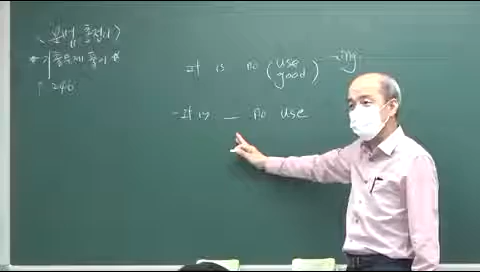 문법 총정리
* 기출문제 풀이 *
P 246
It is no (use good) ~ing
- It is _ no use